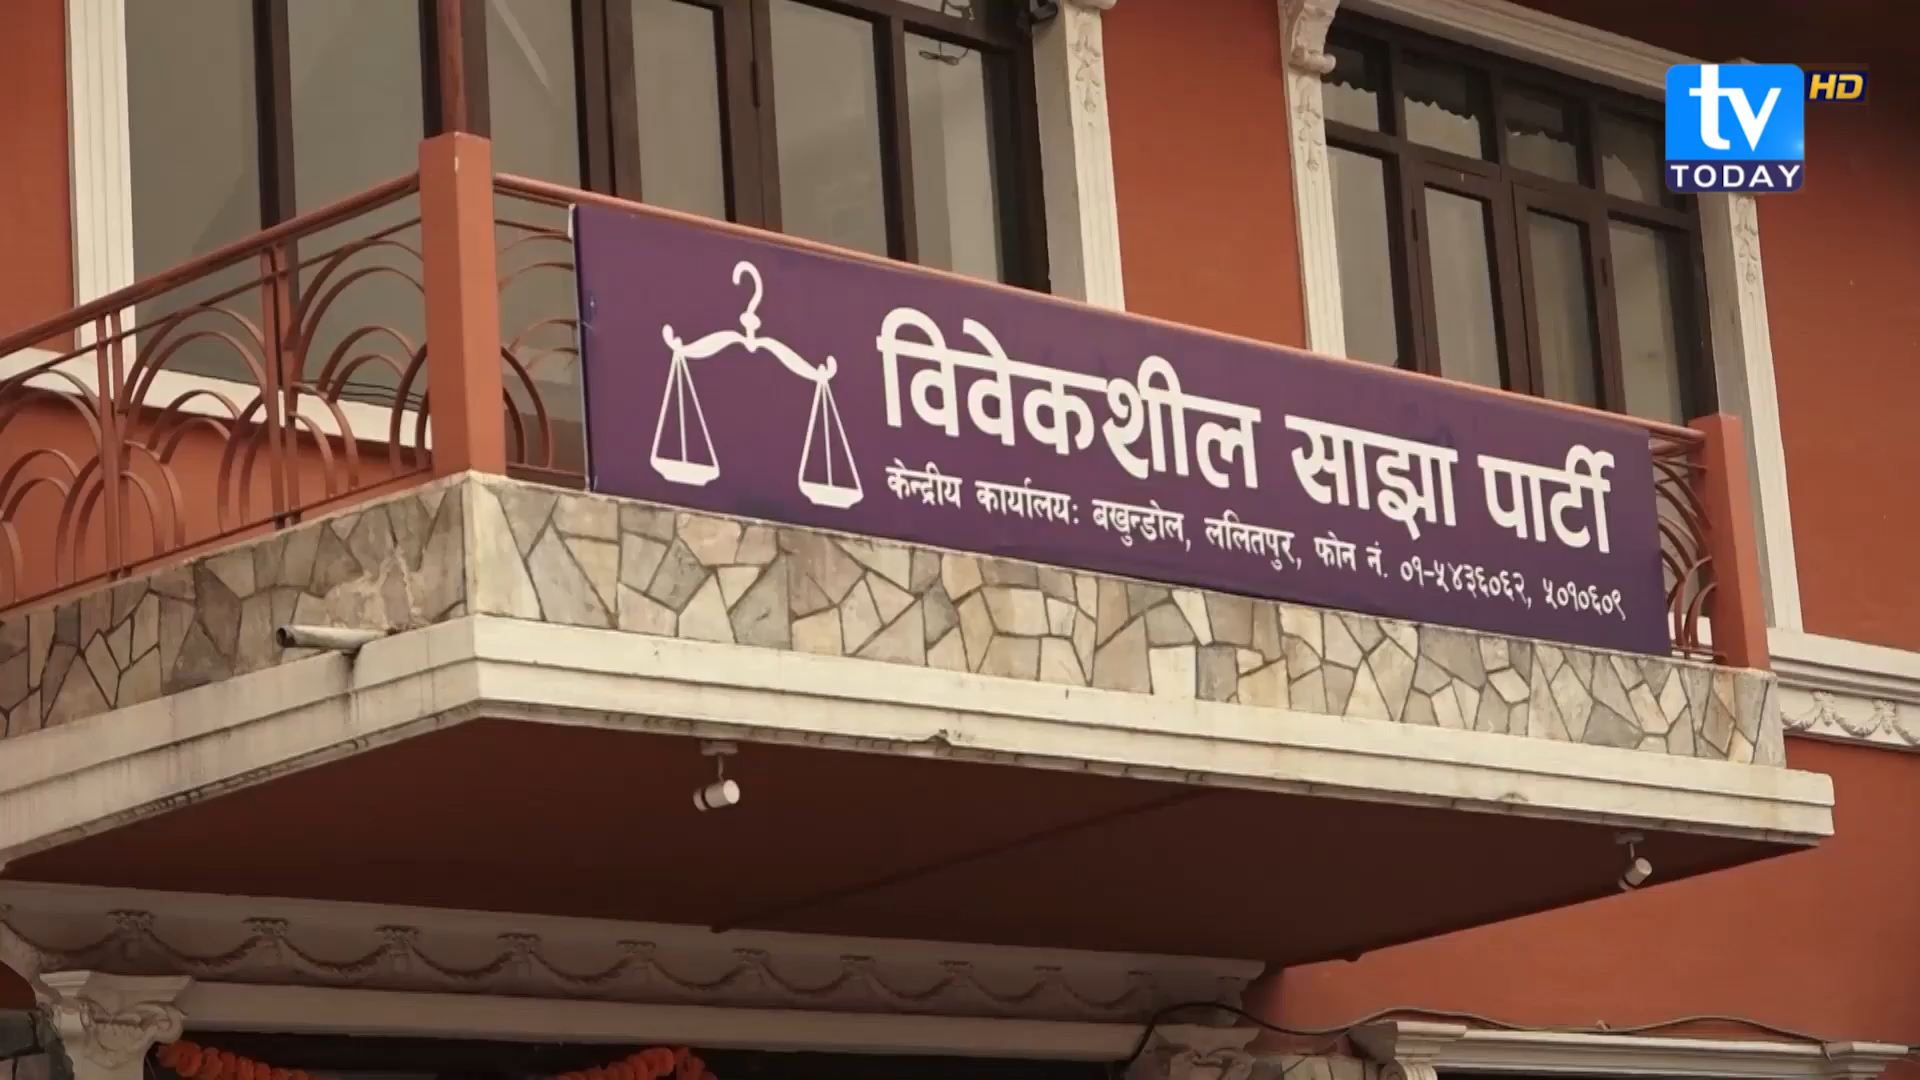 tv HD
TODAY
विवेकशील साझा पार्टी
केन्द्रीय कार्यालयः बखुन्डोल, ललितपुर, फोन नं. ०१-५४३६०६२, ५०१०६०९